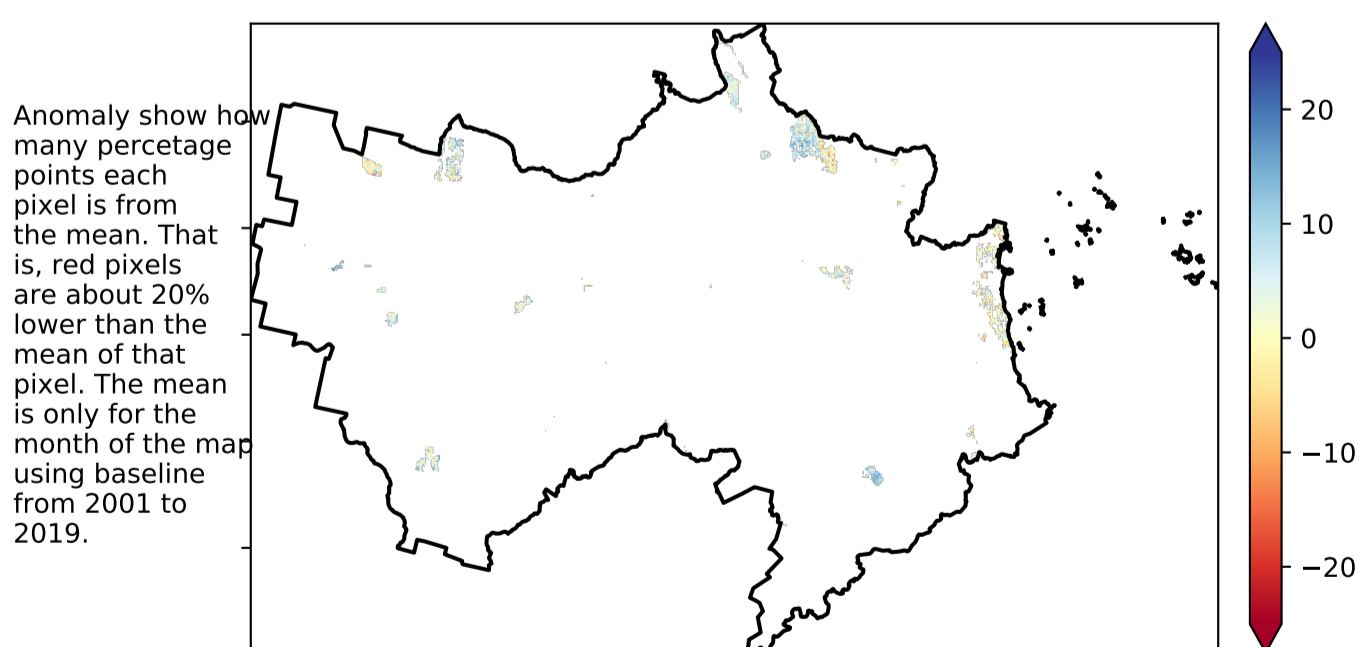 Anomaly show how
many percetage
points each
pixel is from
the mean. That
is, red pixels
are about 20%
lower than the
mean of that
pixel. The mean
is only for the
month of the map
using baseline
from 2001 to
2019.
20
10
0
−10
−20